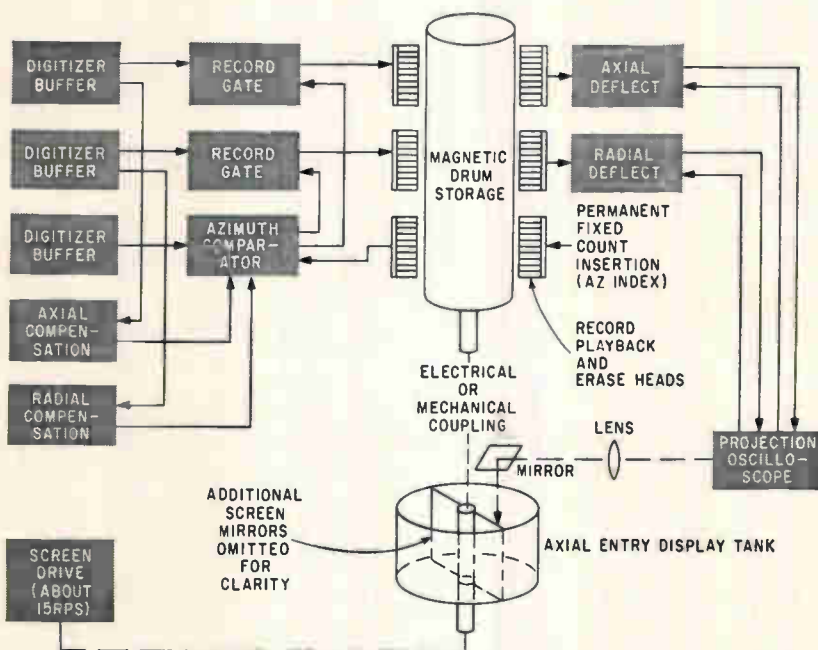 DIGITIZER
BUFFER
RECORD
GATE
AXIAL
DEFLECT
DIGITIZER
BUFFER
RECORD
GATE
MAGNETIC
DRUM
STORAGE
RADIAL
DEFLECT
DIGITIZER
BUFFER
AZIMUTH
COMPAR-
ATOR
PERMANENT
FIXED
COUNT
INSERTION
(AZ INDEX)
AXIAL
COMPEN-
SATION
RECORD
PLAYBACK
AND
ERASE HEADS
RADIAL
COMPEN-
SATION
ELECTRICAL
OR
MECHANICAL
COUPLING
LENS
MIRROR
PROJECTION
OSCILLO-
SCOPE
ADDITIONAL
SCREEN
MIRRORS
OMITTED
FOR
CLARITY
AXIAL ENTRY DISPLAY TANK
SCREEN
DRIVE
(ABOUT
15RPS)